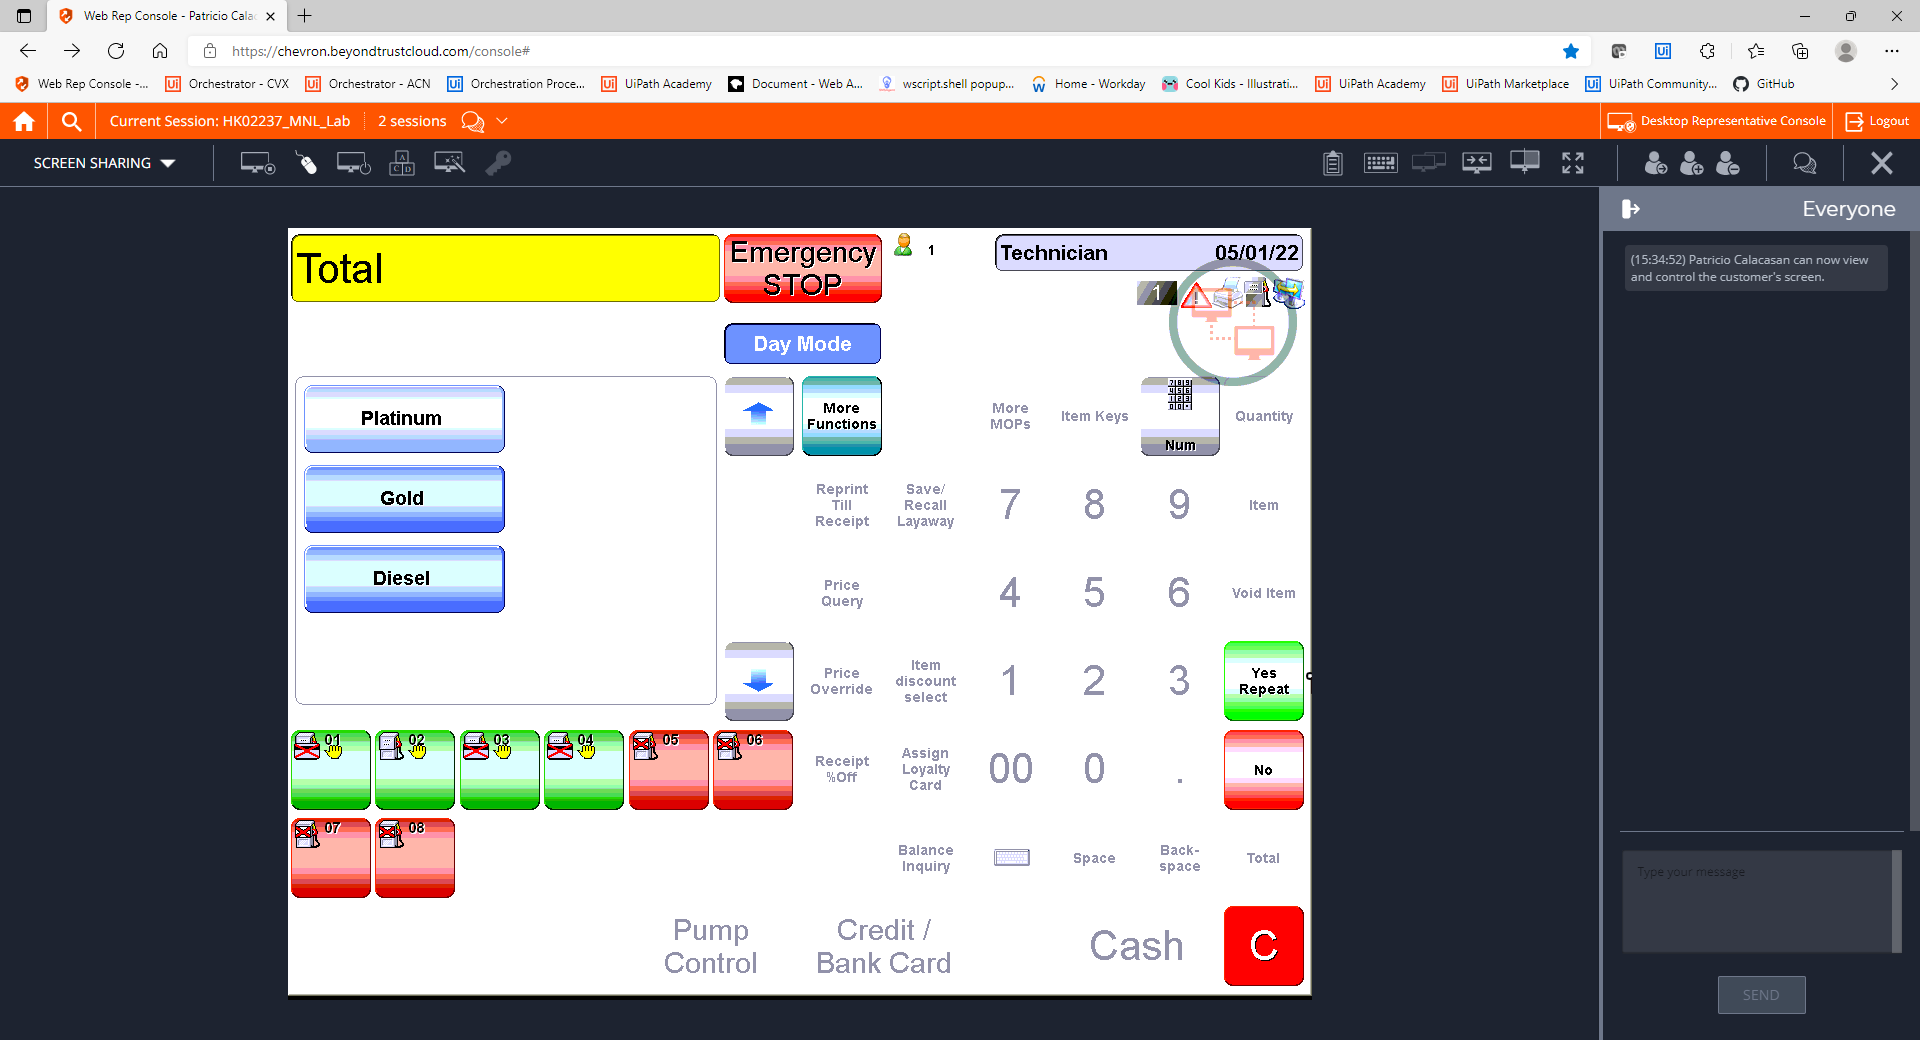 Web Rep Console - Patricio Cala
https://chevron.beyondtrustcloud.com/console#
Web Rep Console -...
Orchestrator - CVX
Orchestrator - ACN
Orchestration Proce...
UiPath Academy
Document - Web A...
wscript.shell popup...
Home - Workday
Cool Kids - Illustrati...
UiPath Academy
UiPath Marketplace
UiPath Community...
GitHub
Current Session: HK02237_MNL_Lab
2 sessions
Desktop Representative Console
Logout
SCREEN SHARING
Everyone
(15:34:52) Patricio Calacasan can now view
and control the customer's screen.
Total
Emergency
STOP
1
Technician
05/01/22
1
Day Mode
Platinum
Gold
Diesel
More
Functions
More
MOPs
Item Keys
Num
Quantity
Reprint
Till
Receipt
Save/
Recall
Layaway
7
8
9
Item
Price
Query
4
5
6
Void Item
Price
Override
Item
discount
select
1
2
3
Yes
Repeat
01
02
03
04
05
06
Receipt
%Off
Assign
Loyalty
Card
00
0
.
No
07
08
Balance
Inquiry
Space
Back-
space
Total
Pump
Control
Credit /
Bank Card
Cash
C
Type your message
SEND